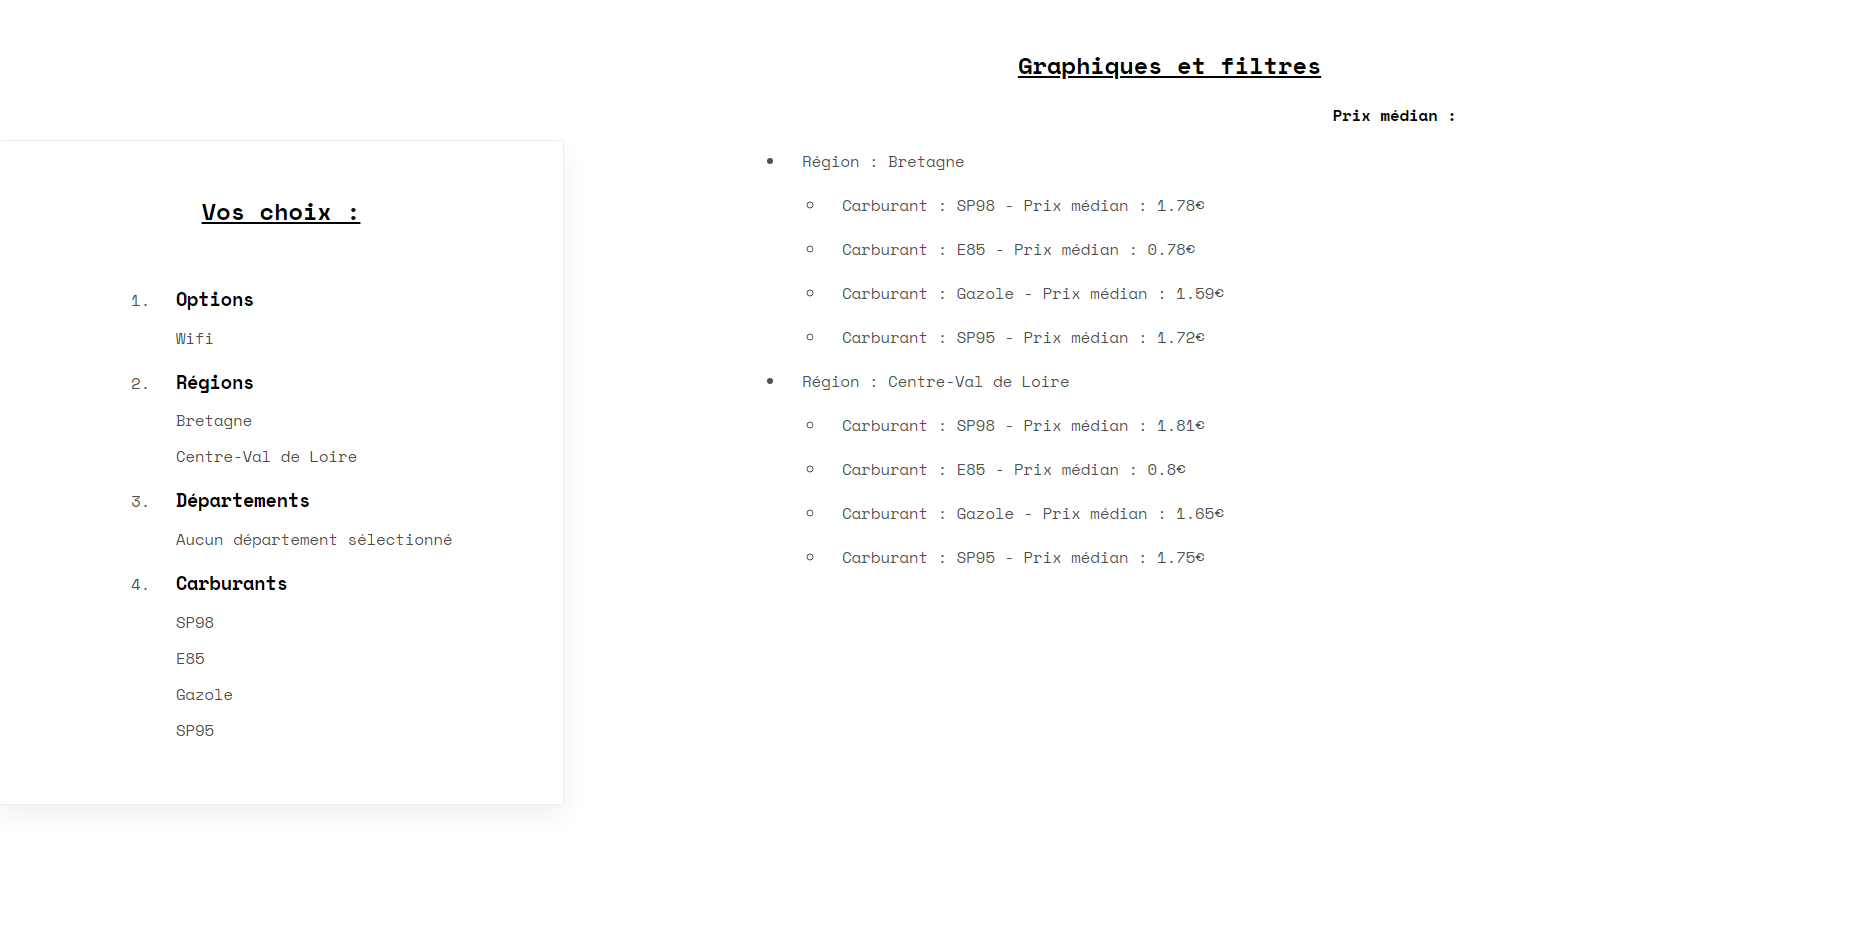 Graphiques et filtres
Prix médian :
Vos choix :
1. Options
Wifi
2. Régions
Bretagne
Centre-Val de Loire
3. Départements
Aucun département sélectionné
4. Carburants
SP98
E85
Gazole
SP95
Région : Bretagne
Carburant : SP98 - Prix médian : 1.78€
Carburant : E85 - Prix médian : 0.78€
Carburant : Gazole - Prix médian : 1.59€
Carburant : SP95 - Prix médian : 1.72€
Région : Centre-Val de Loire
Carburant : SP98 - Prix médian : 1.81€
Carburant : E85 - Prix médian : 0.8€
Carburant : Gazole - Prix médian : 1.65€
Carburant : SP95 - Prix médian : 1.75€